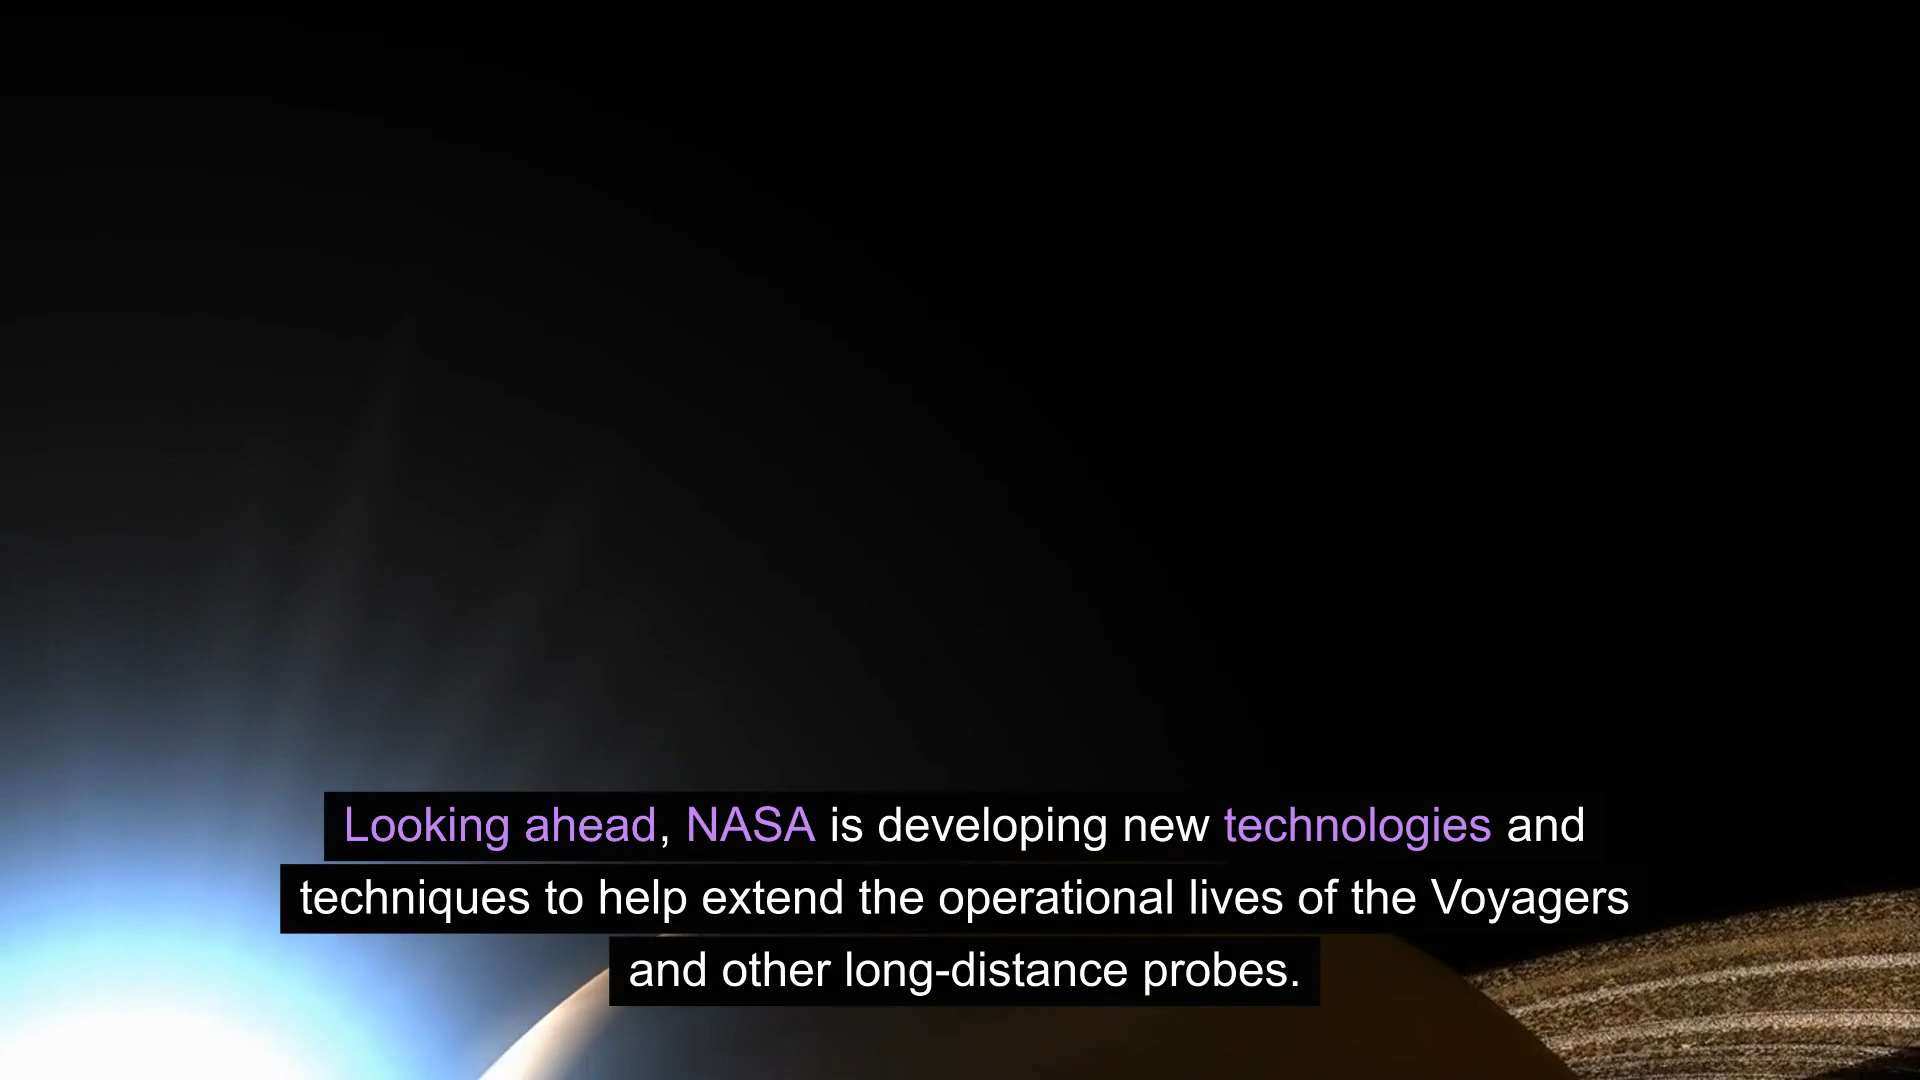 Looking ahead, NASA is developing new technologies and
techniques to help extend the operational lives of the Voyagers
and other long-distance probes.